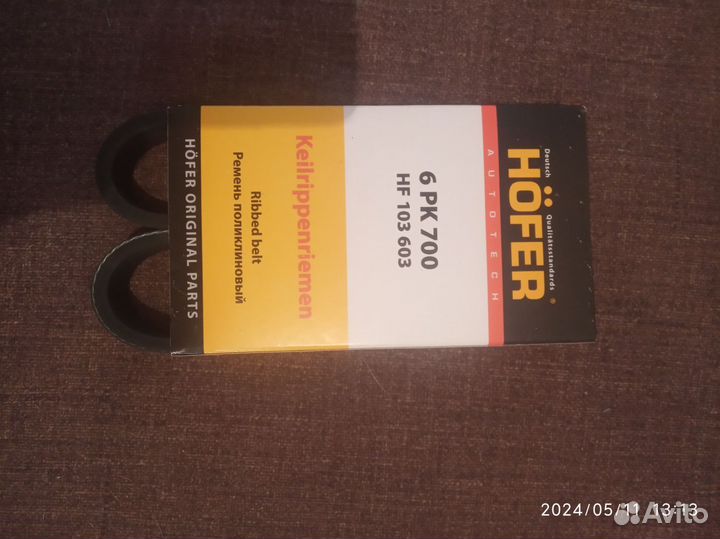 Deutsch Qualitätsstandards
HÖFER®
AUTOTECH
6 PK 700
HF 103 603
Keilrippenriemen
Ribbed belt
Ремень поликлиновый
HÖFER ORIGINAL PARTS
2024/05/11 13:13
Avito